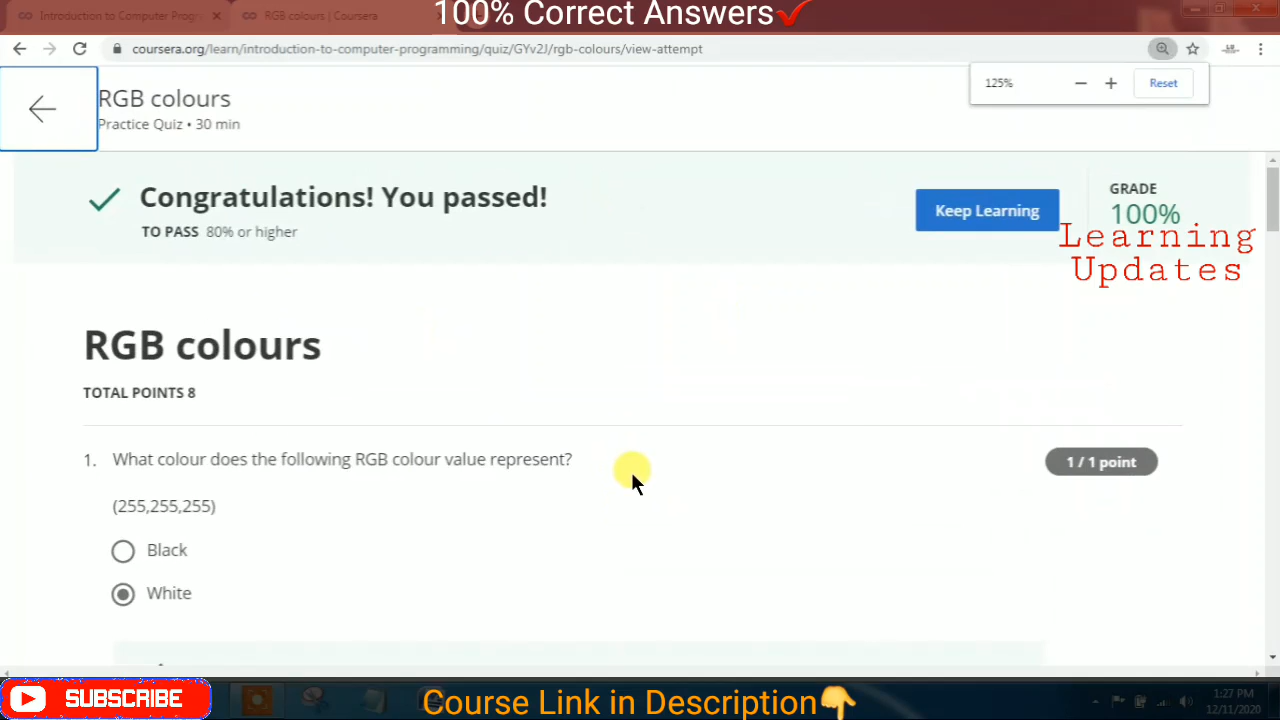 100% Correct Answers✓
Introduction to Computer Progr
RGB colours | Coursera
coursera.org/learn/introduction-to-computer-programming/quiz/GYv2J/rgb-colours/view-attempt
125%
Reset
RGB colours
Practice Quiz • 30 min
Congratulations! You passed!
TO PASS 80% or higher
Keep Learning
GRADE
100%
Learning
Updates
RGB colours
TOTAL POINTS 8
1. What colour does the following RGB colour value represent?
1 / 1 point
(255,255,255)
Black
White
SUBSCRIBE
Course Link in Description👇
1:27 PM
12/11/2020